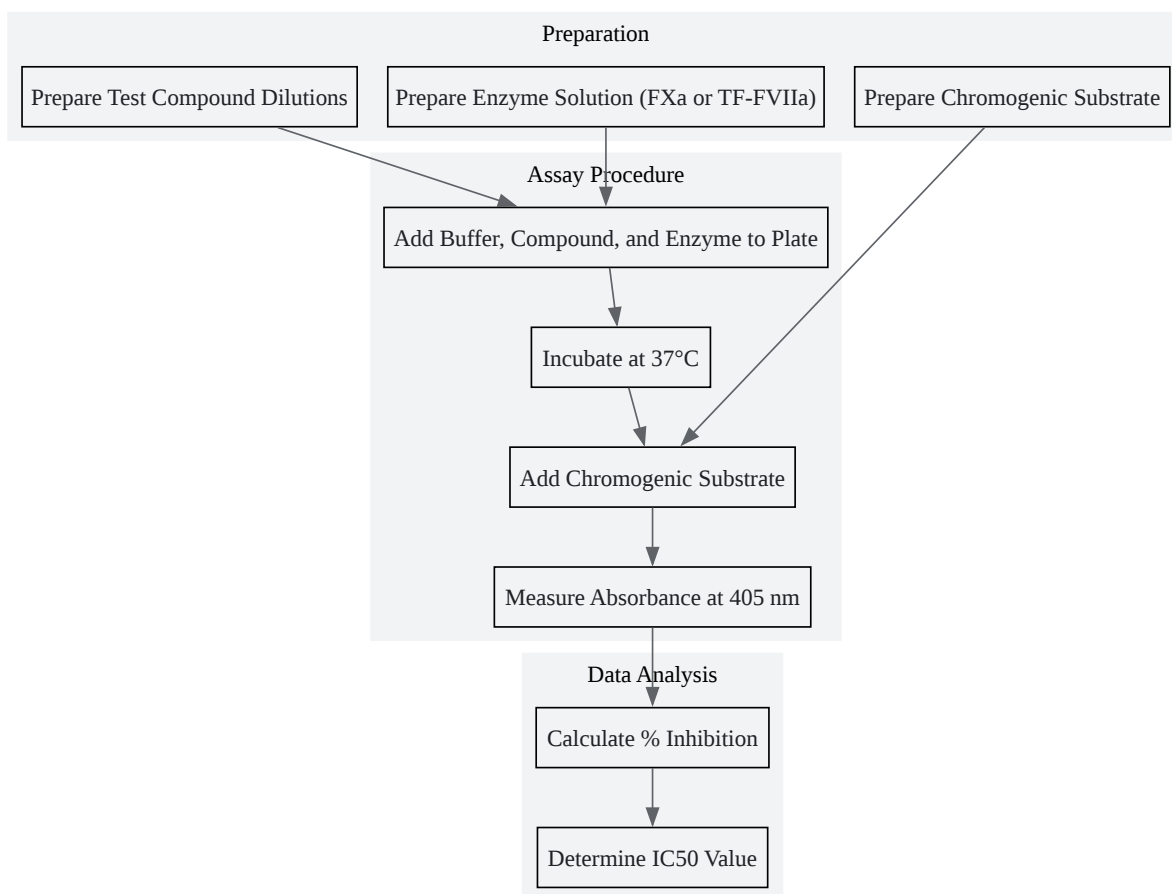 Preparation
Prepare Test Compound Dilutions
Prepare Enzyme Solution (FXa or TF-FVIIa)
Prepare Chromogenic Substrate
Assay Procedure
Add Buffer, Compound, and Enzyme to Plate
Incubate at 37°C
Add Chromogenic Substrate
Measure Absorbance at 405 nm
Data Analysis
Calculate % Inhibition
Determine IC50 Value